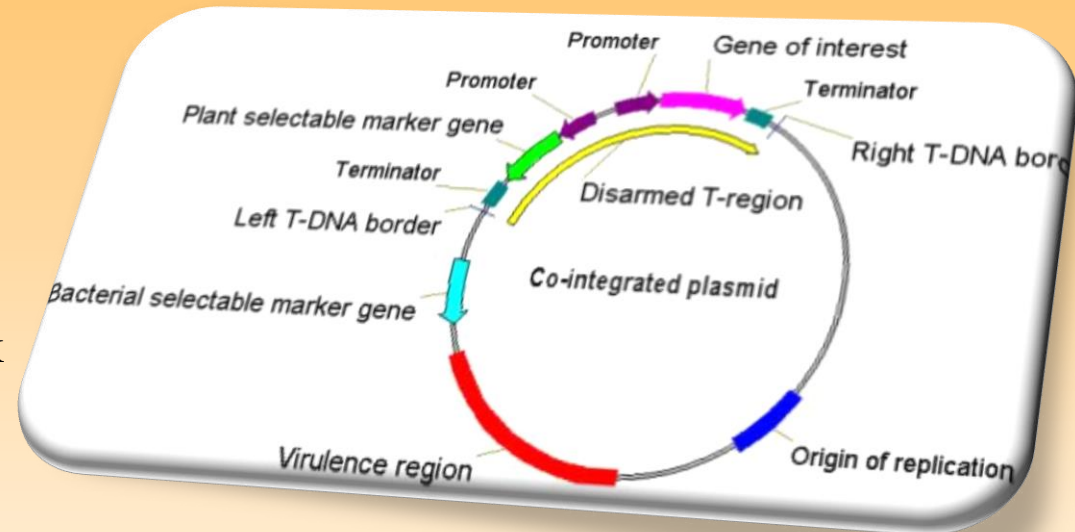 Promoter
Gene of interest
Promoter
Terminator
Plant selectable marker gene
Right T-DNA bord
Terminator
Disarmed T-region
Left T-DNA border
Co-integrated plasmid
Bacterial selectable marker gene
Virulence region
Origin of replication